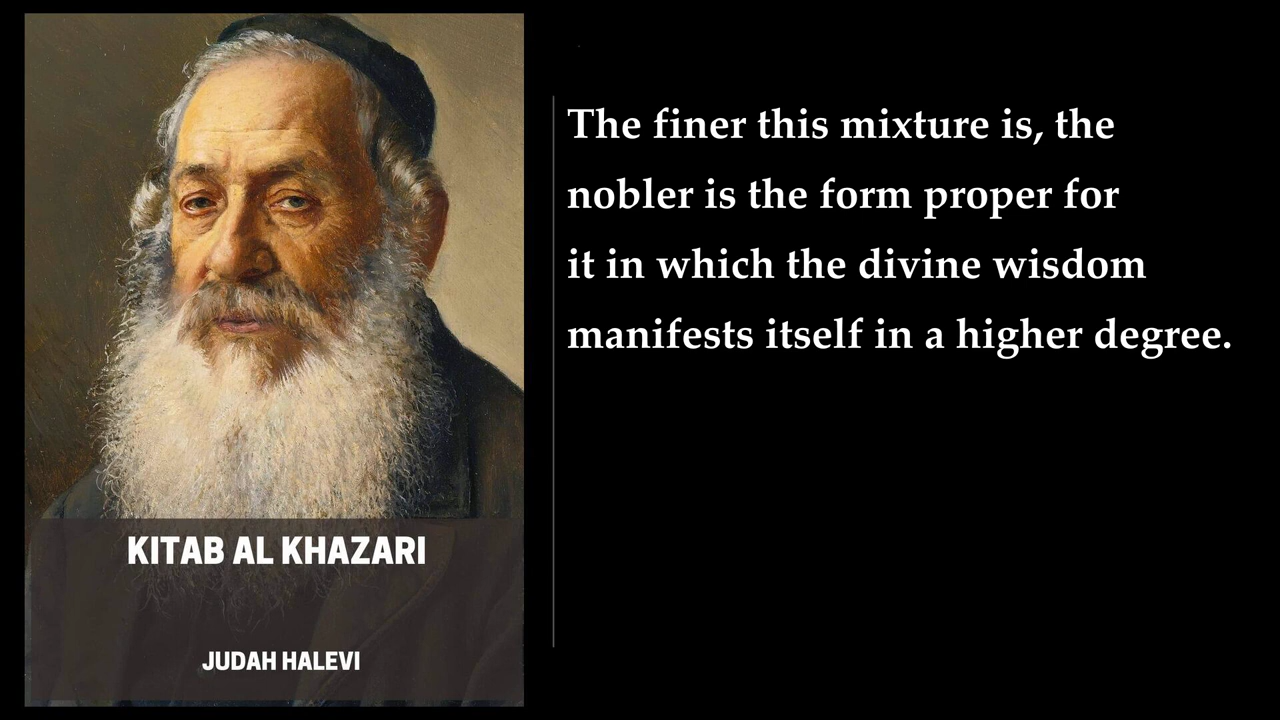 The finer this mixture is, the
nobler is the form proper for
it in which the divine wisdom
manifests itself in a higher degree.
KITAB AL KHAZARI
JUDAH HALEVI